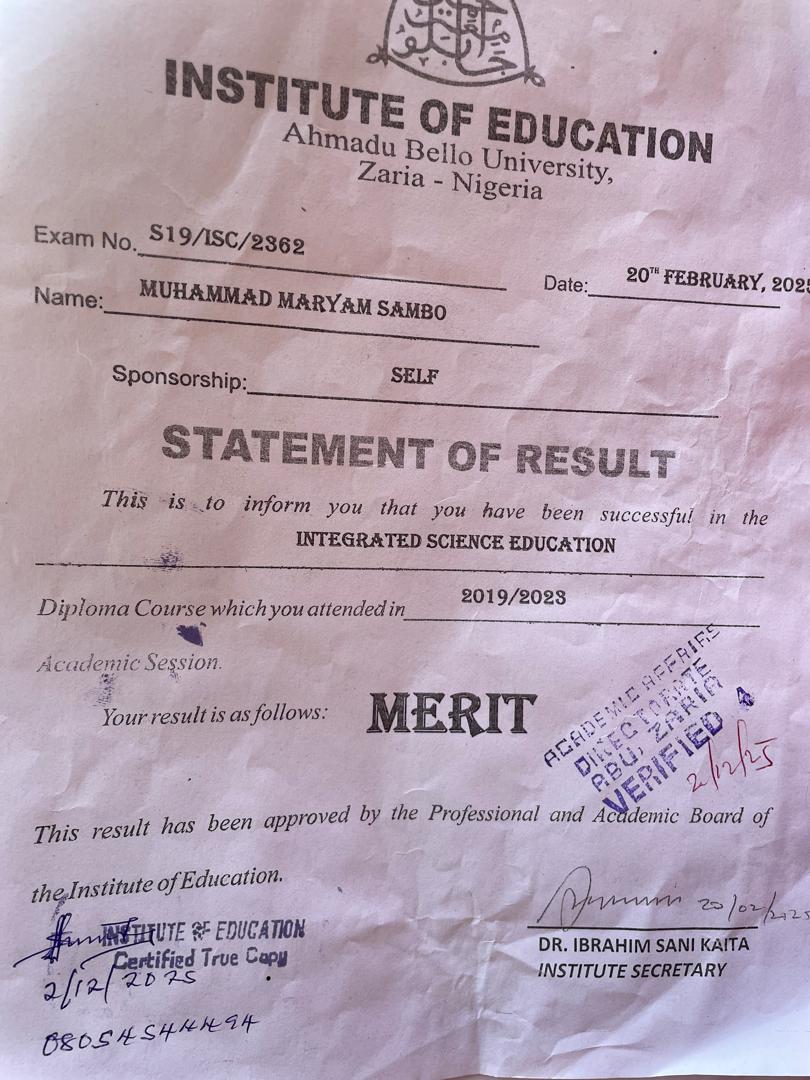 INSTITUTE OF EDUCATION
Ahmadu Bello University,
Zaria - Nigeria
Exam No. S19/ISC/2362
Date: 20TH FEBRUARY, 2025
Name: MUHAMMAD MARYAM SAMBO
Sponsorship: SELF
STATEMENT OF RESULT
This is to inform you that you have been successful in the
INTEGRATED SCIENCE EDUCATION
Diploma Course which you attended in 2019/2023
Academic Session.
Your result is as follows: MERIT
ACADEMIC AFFAIRS
DIRECTORATE
ABU, ZARIA
VERIFIED
2/12/25
This result has been approved by the Professional and Academic Board of
the Institute of Education.
20/02/2025
INSTITUTE OF EDUCATION
Certified True Copy
2/12/2025
08054544494
DR. IBRAHIM SANI KAITA
INSTITUTE SECRETARY